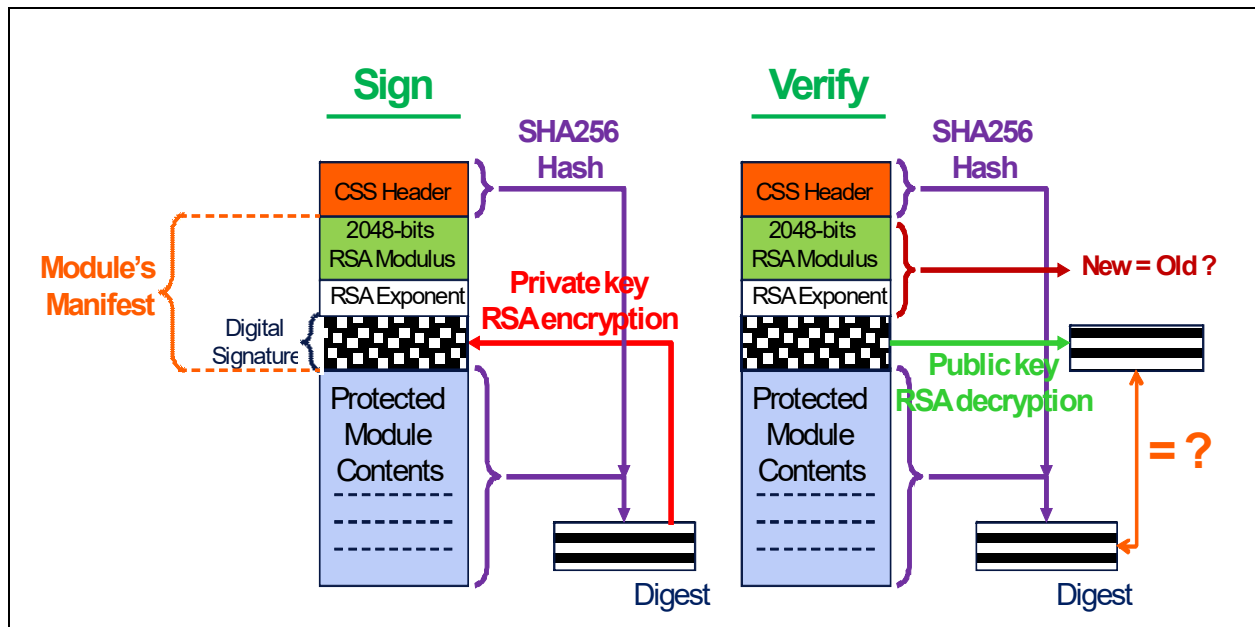 Sign
SHA256
Hash
CSS Header
2048-bits
RSA Modulus
RSA Exponent
Module's
Manifest
Digital
Signature
Private key
RSA encryption
Protected
Module
Contents
Digest
Verify
SHA256
Hash
CSS Header
2048-bits
RSA Modulus
RSA Exponent
New = Old ?
Public key
RSA decryption
Protected
Module
Contents
= ?
Digest